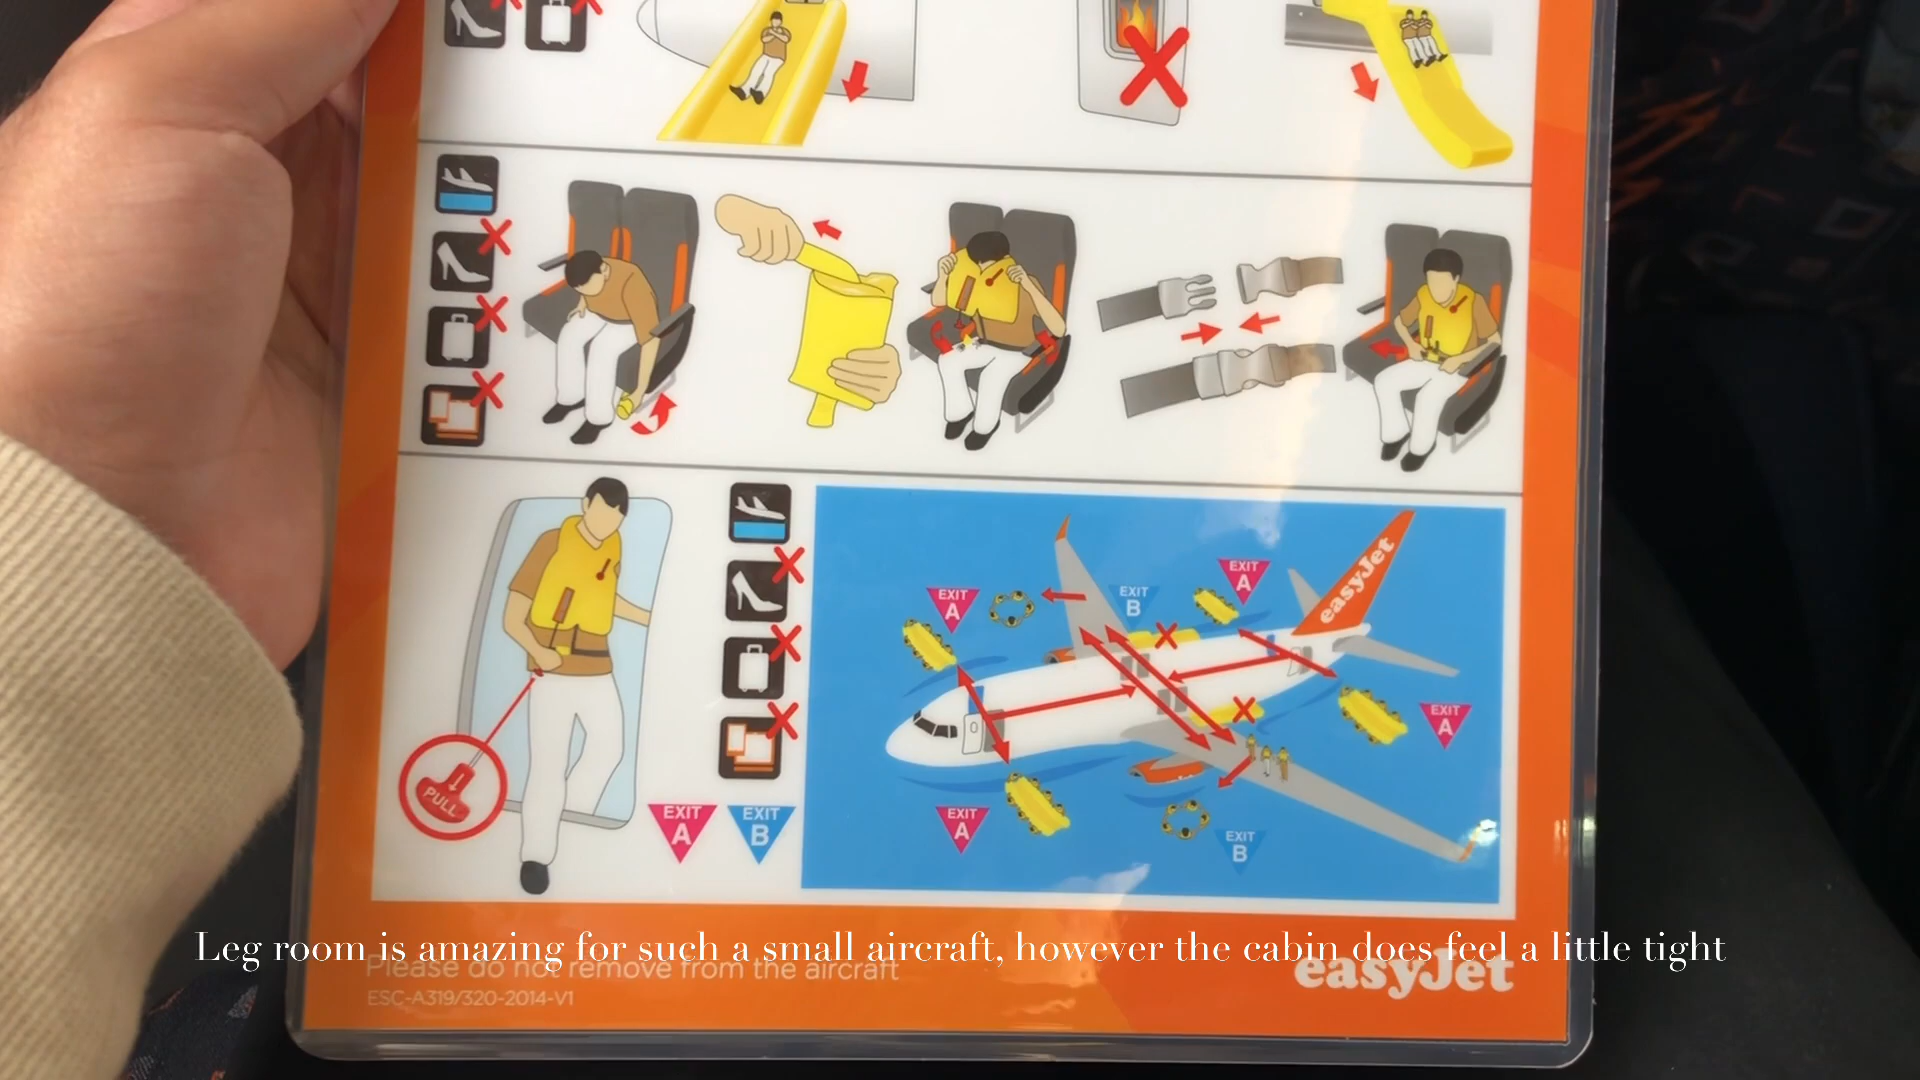 EXIT
A
EXIT
A
EXIT
B
easyJet
EXIT
A
PULL
EXIT
A
EXIT
B
EXIT
A
EXIT
B
Leg room is amazing for such a small aircraft, however the cabin does feel a little tight
Please do not remove from the aircraft
easyJet
ESC-A319/320-2014-V1